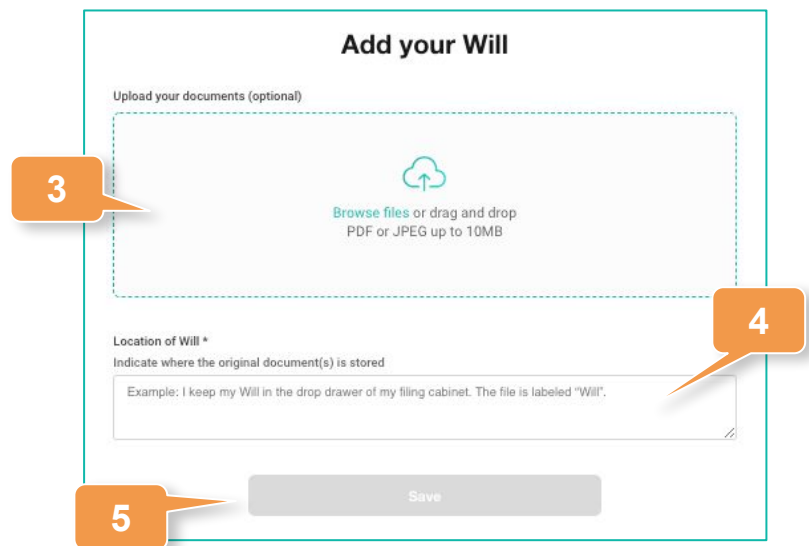 Add your Will
Upload your documents (optional)
3
Browse files or drag and drop
PDF or JPEG up to 10MB
4
Location of Will *
Indicate where the original document(s) is stored
Example: I keep my Will in the drop drawer of my filing cabinet. The file is labeled “Will”.
Save
5